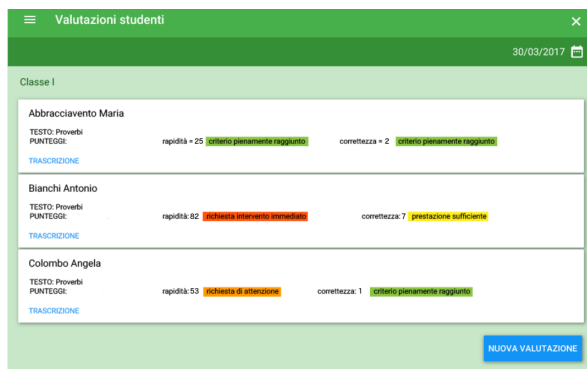 Valutazioni studenti
30/03/2017
Classe I
Abbracciavento Maria
TESTO: Proverbi
PUNTEGGI: rapidità = 25 criterio pienamente raggiunto correttezza = 2 criterio pienamente raggiunto
TRASCRIZIONE
Bianchi Antonio
TESTO: Proverbi
PUNTEGGI: rapidità: 82 richiesta intervento immediato correttezza: 7 prestazione sufficiente
TRASCRIZIONE
Colombo Angela
TESTO: Proverbi
PUNTEGGI: rapidità: 53 richiesta di attenzione correttezza: 1 criterio pienamente raggiunto
TRASCRIZIONE
NUOVA VALUTAZIONE